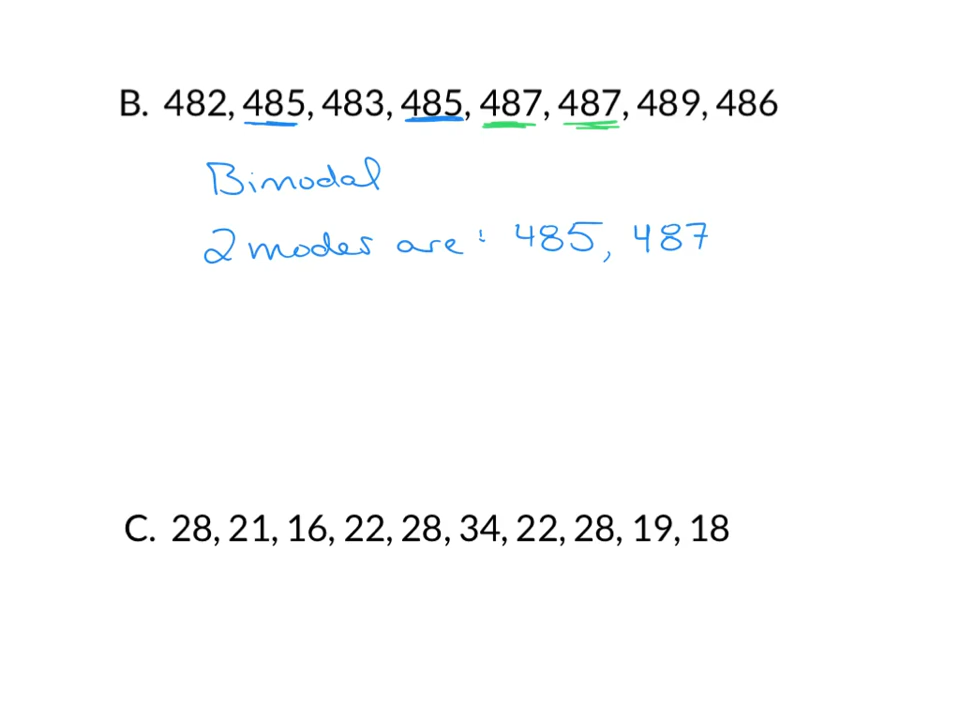 B. 482, 485, 483, 485, 487, 487, 489, 486
Bimodal
2 modes are: 485, 487
C. 28, 21, 16, 22, 28, 34, 22, 28, 19, 18